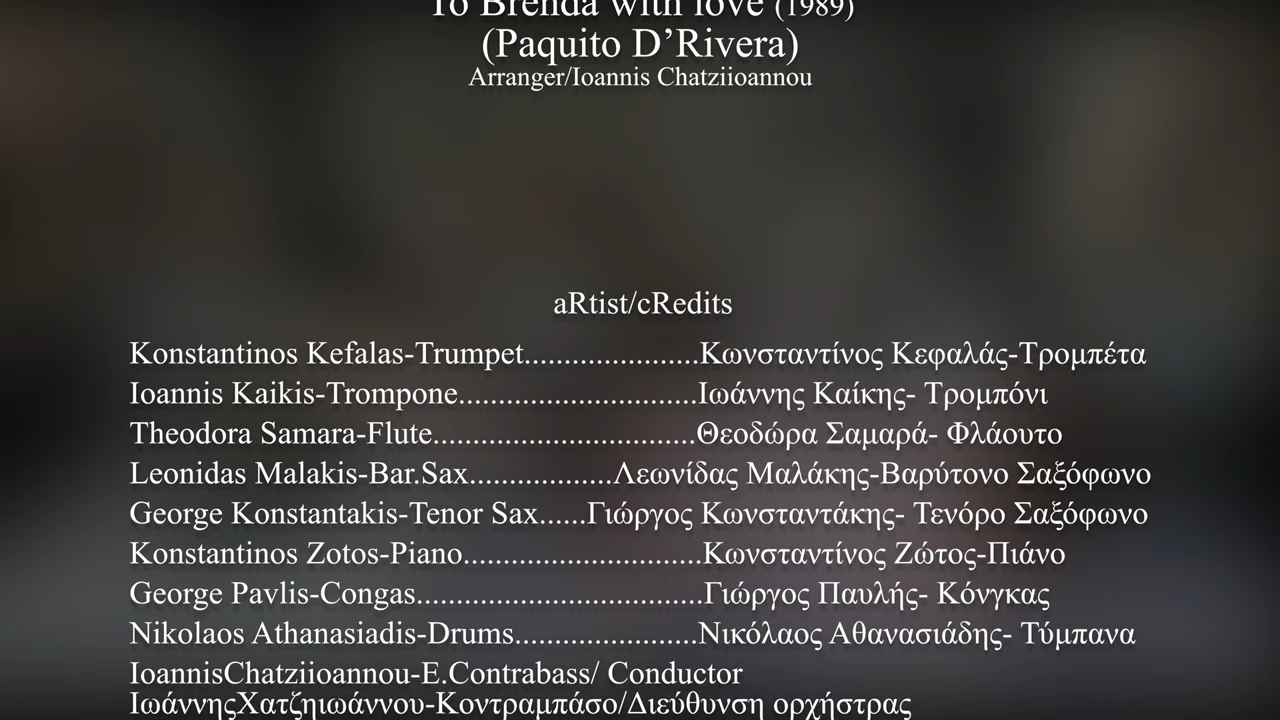 To Brenda with love (1989)
(Paquito D’Rivera)
Arranger/Ioannis Chatziioannou
aRtist/cRedits
Konstantinos Kefalas-Trumpet......................Κωνσταντίνος Κεφαλάς-Τρομπέτα
Ioannis Kaikis-Trompone..............................Ιωάννης Καίκης- Τρομπόνι
Theodora Samara-Flute.................................Θεοδώρα Σαμαρά- Φλάουτο
Leonidas Malakis-Bar.Sax..................Λεωνίδας Μαλάκης-Βαρύτονο Σαξόφωνο
George Konstantakis-Tenor Sax......Γιώργος Κωνσταντάκης- Τενόρο Σαξόφωνο
Konstantinos Zotos-Piano..............................Κωνσταντίνος Ζώτος-Πιάνο
George Pavlis-Congas....................................Γιώργος Παυλής- Κόνγκας
Nikolaos Athanasiadis-Drums.......................Νικόλαος Αθανασιάδης- Τύμπανα
IoannisChatziioannou-E.Contrabass/ Conductor
ΙωάννηςΧατζηιωάννου-Κοντραμπάσο/Διεύθυνση ορχήστρας